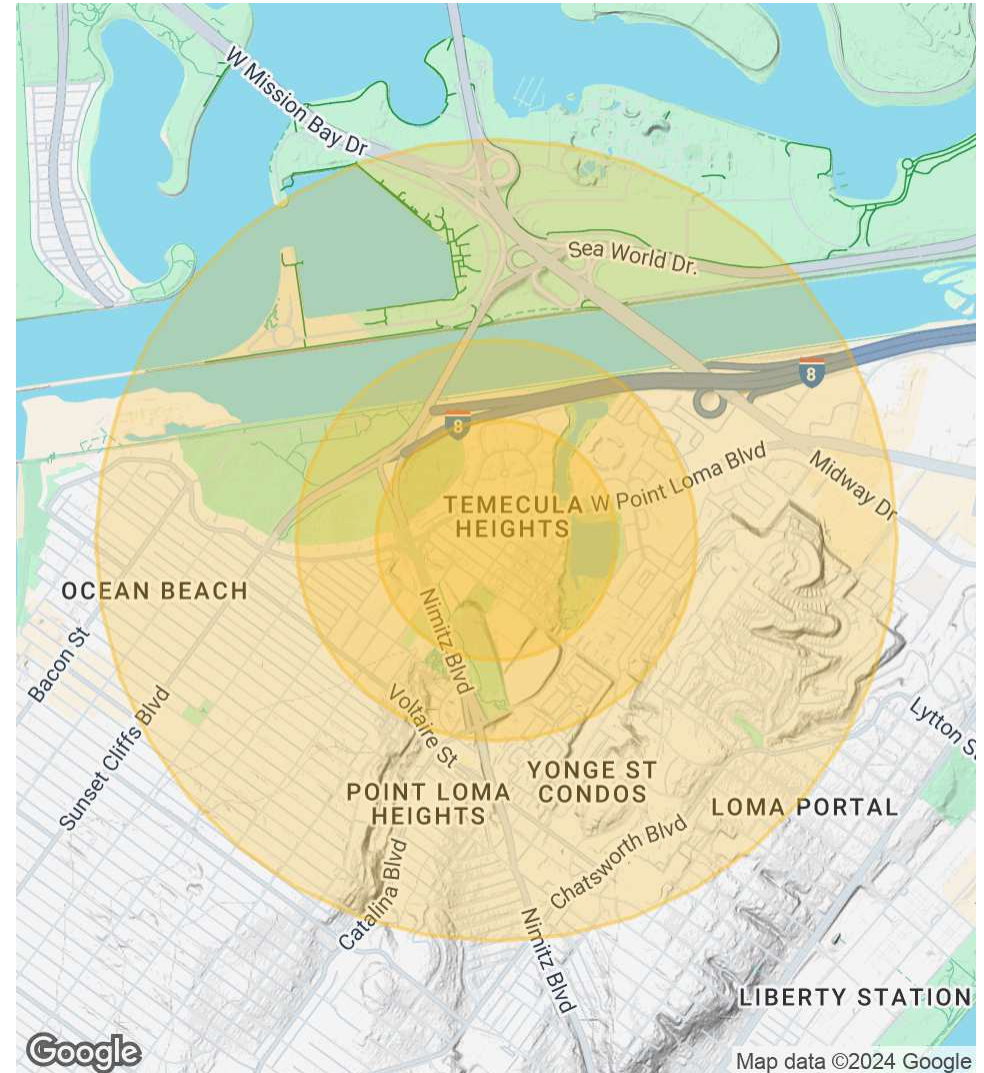 W Mission Bay Dr
Sea World Dr.
8
8
W Point Loma Blvd
Midway Dr
TEMECULA
HEIGHTS
OCEAN BEACH
Nimitz Blvd
Bacon St
Sunset Cliffs Blvd
Voltaire St
Lytton S
YONGE ST
CONDOS
POINT LOMA
HEIGHTS
LOMA PORTAL
Chatsworth Blvd
Catalina Blvd
Nimitz Blvd
LIBERTY STATION
Google
Map data ©2024 Google